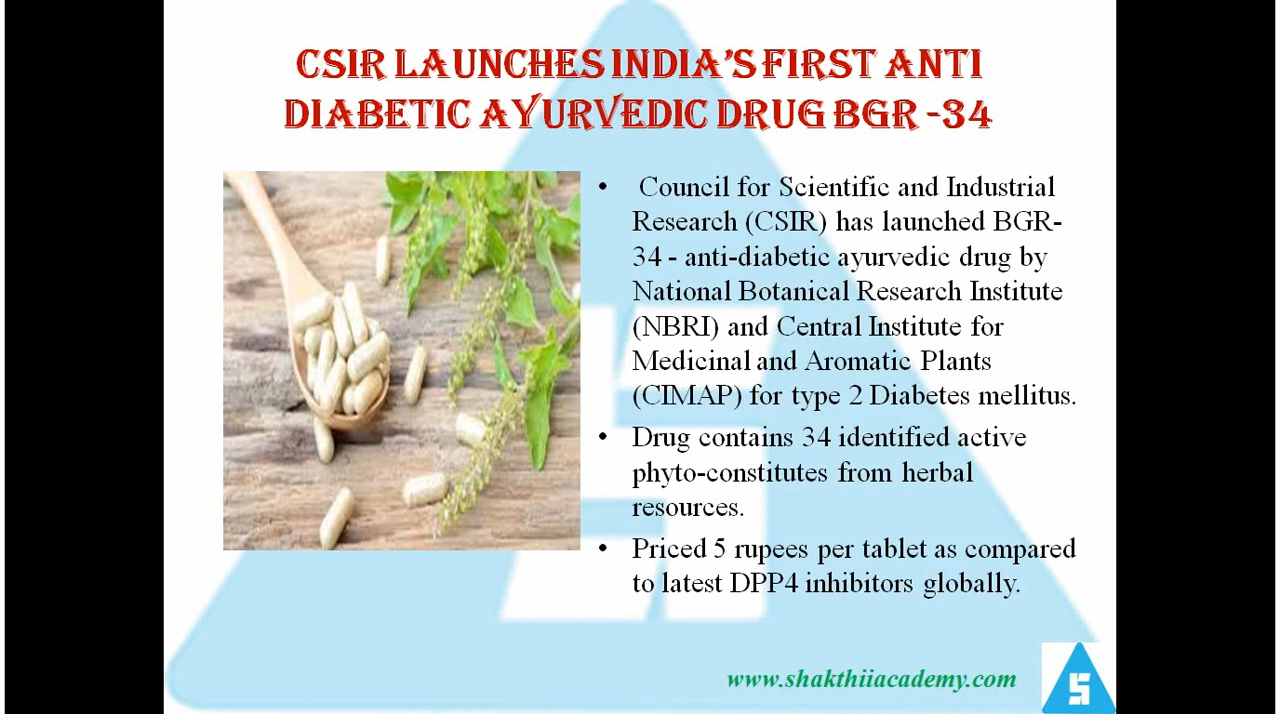 CSIR LAUNCHES INDIA'S FIRST ANTI
DIABETIC AYURVEDIC DRUG BGR -34
• Council for Scientific and Industrial
Research (CSIR) has launched BGR-
34 - anti-diabetic ayurvedic drug by
National Botanical Research Institute
(NBRI) and Central Institute for
Medicinal and Aromatic Plants
(CIMAP) for type 2 Diabetes mellitus.
• Drug contains 34 identified active
phyto-constitutes from herbal
resources.
• Priced 5 rupees per tablet as compared
to latest DPP4 inhibitors globally.
www.shakthiiacademy.com
S